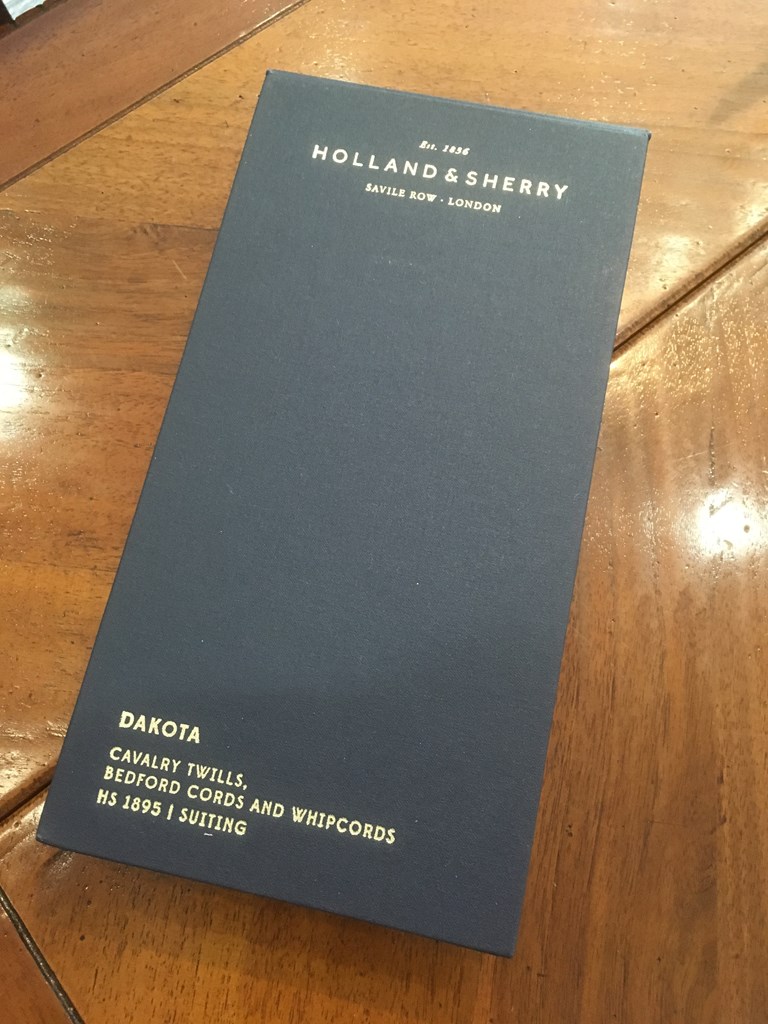 Est. 1836
HOLLAND & SHERRY
SAVILE ROW · LONDON
DAKOTA
CAVALRY TWILLS,
BEDFORD CORDS AND WHIPCORDS
HS 1895 | SUITING